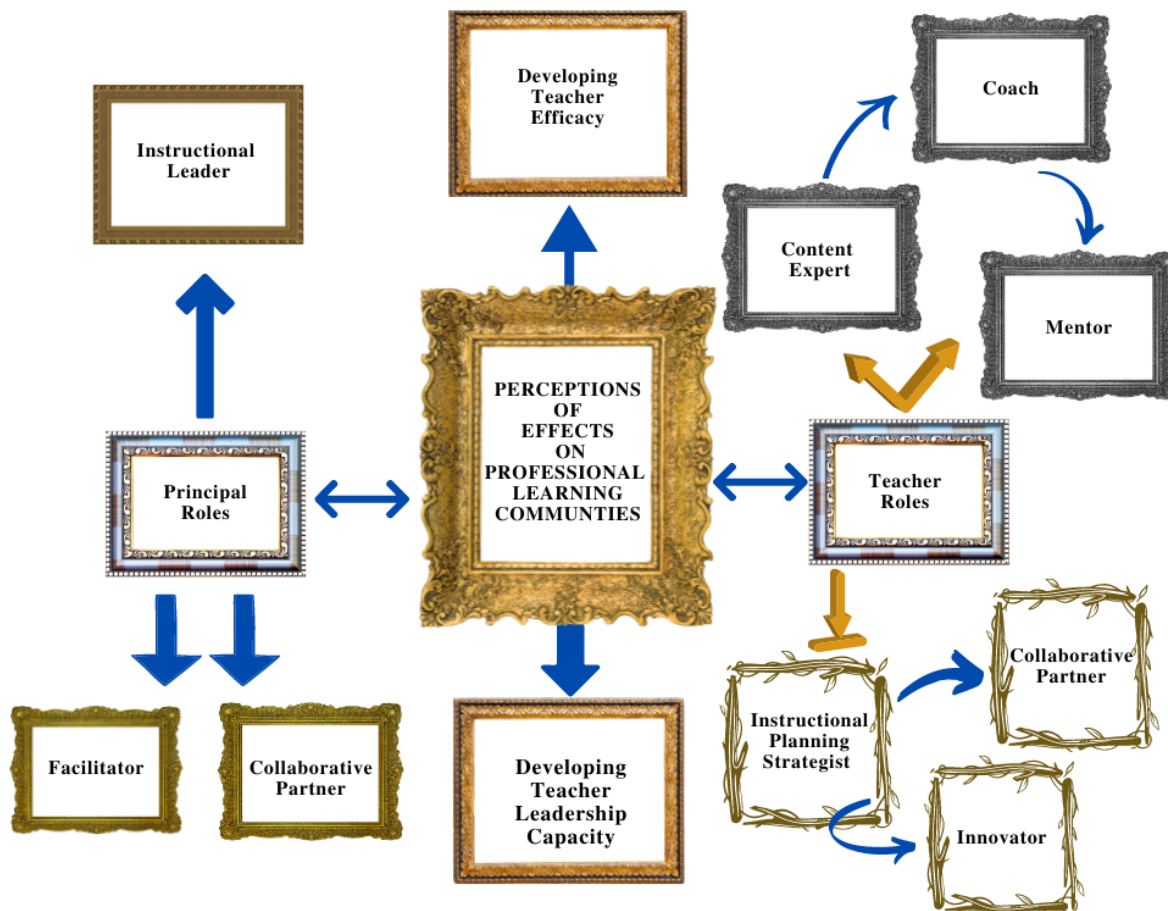 Developing
Teacher
Efficacy
Coach
Instructional
Leader
Content
Expert
Mentor
PERCEPTIONS
OF
EFFECTS
ON
PROFESSIONAL
LEARNING
COMMUNTIES
Principal
Roles
Teacher
Roles
Collaborative
Partner
Instructional
Planning
Strategist
Facilitator
Collaborative
Partner
Developing
Teacher
Leadership
Capacity
Innovator